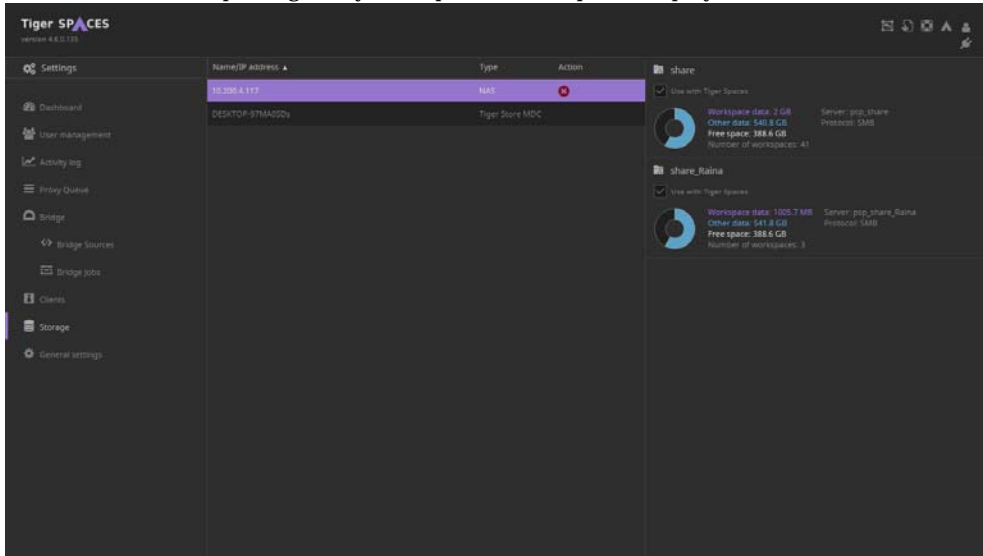 Tiger SPACES
version 4.6.0.135
Settings
Dashboard
User management
Activity log
Proxy Queue
Bridge
Bridge Sources
Bridge Jobs
Clients
Storage
General settings
Name/IP address ▲ Type Action
10.200.4.117 NAS
DESKTOP-97MA0SDs Tiger Store MDC
share
Use with Tiger Spaces
Workspace data: 2 GB Server: psp_share
Other data: 540.8 GB Protocol: SMB
Free space: 388.6 GB
Number of workspaces: 41
share_Raina
Use with Tiger Spaces
Workspace data: 1005.7 MB Server: psp_share_Raina
Other data: 541.8 GB Protocol: SMB
Free space: 388.6 GB
Number of workspaces: 3